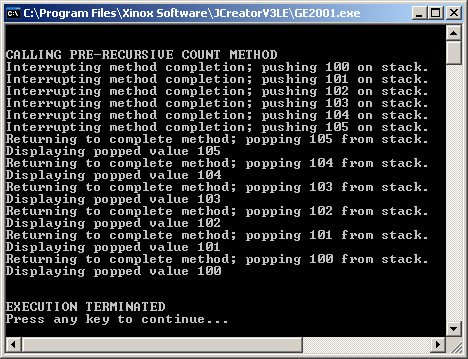 C:\Program Files\Xinox Software\JCreatorV3LE\GE2001.exe
CALLING PRE-RECURSIVE COUNT METHOD
Interrupting method completion; pushing 100 on stack.
Interrupting method completion; pushing 101 on stack.
Interrupting method completion; pushing 102 on stack.
Interrupting method completion; pushing 103 on stack.
Interrupting method completion; pushing 104 on stack.
Interrupting method completion; pushing 105 on stack.
Returning to complete method; popping 105 from stack.
Displaying popped value 105
Returning to complete method; popping 104 from stack.
Displaying popped value 104
Returning to complete method; popping 103 from stack.
Displaying popped value 103
Returning to complete method; popping 102 from stack.
Displaying popped value 102
Returning to complete method; popping 101 from stack.
Displaying popped value 101
Returning to complete method; popping 100 from stack.
Displaying popped value 100
EXECUTION TERMINATED
Press any key to continue...